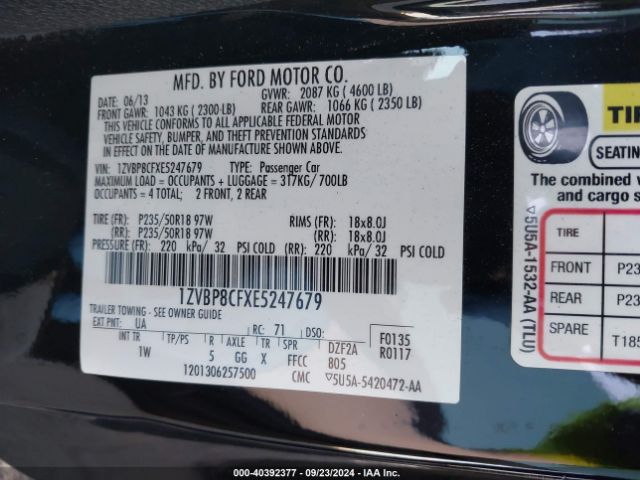 MFD. BY FORD MOTOR CO.
DATE: 06/13 GVWR: 2087 KG ( 4600 LB)
FRONT GAWR: 1043 KG ( 2300 LB) REAR GAWR: 1066 KG ( 2350 LB)
THIS VEHICLE CONFORMS TO ALL APPLICABLE FEDERAL MOTOR
VEHICLE SAFETY, BUMPER, AND THEFT PREVENTION STANDARDS
IN EFFECT ON THE DATE OF MANUFACTURE SHOWN ABOVE.
VIN: 1ZVBP8CFXE5247679 TYPE: Passenger Car
MAXIMUM LOAD = OCCUPANTS + LUGGAGE = 317KG/ 700LB
OCCUPANTS = 4 TOTAL; 2 FRONT, 2 REAR
TIRE (FR): P235/50R18 97W RIMS (FR): 18x8.0J
(RR): P235/50R18 97W (RR): 18x8.0J
PRESSURE (FR): 220 kPa/ 32 PSI COLD (RR): 220 kPa/ 32 PSI COLD
1ZVBP8CFXE5247679
TRAILER TOWING - SEE OWNER GUIDE
EXT PNT: UA RC: 71 DSO: F0135
INT TR TP/PS R AXLE TR SPR DZF2A R0117
1W 5 GG X FFCC B05
1201306257500 CMC ▽5U5A-5420472-AA
▽5U5A-1532-AA (TLU)
TIR
SEATING
The combined
and cargo s
TIRE
FRONT P23
REAR P23
SPARE T185
000-40392377 - 09/23/2024 - IAA Inc.